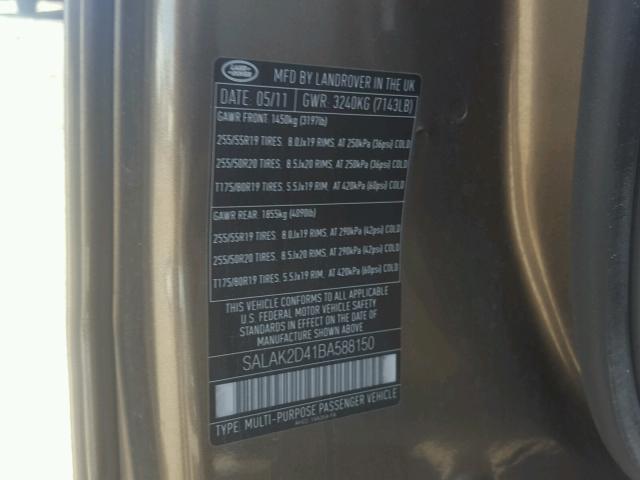 LAND ROVER
MFD BY LANDROVER IN THE UK
DATE: 05/11 GWR: 3240KG (7143LB)
GAWR FRONT: 1450kg (3197lb)
255/55R19 TIRES. 8.0Jx19 RIMS, AT 250kPa (36psi) COLD
255/50R20 TIRES. 8.5Jx20 RIMS, AT 250kPa (36psi) COLD
T175/80R19 TIRES. 5.5Jx19 RIM, AT 420kPa (60psi) COLD
GAWR REAR: 1855kg (4090lb)
255/55R19 TIRES. 8.0Jx19 RIMS, AT 290kPa (42psi) COLD
255/50R20 TIRES. 8.5Jx20 RIMS, AT 290kPa (42psi) COLD
T175/80R19 TIRES. 5.5Jx19 RIM, AT 420kPa (60psi) COLD
THIS VEHICLE CONFORMS TO ALL APPLICABLE
U.S. FEDERAL MOTOR VEHICLE SAFETY
STANDARDS IN EFFECT ON THE DATE OF
MANUFACTURE SHOWN ABOVE
SALAK2D41BA588150
TYPE: MULTI-PURPOSE PASSENGER VEHICLE